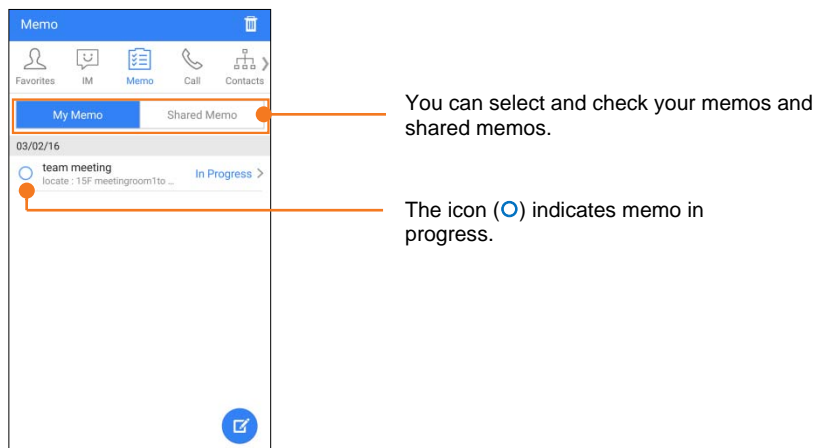 Memo
Favorites IM Memo Call Contacts
My Memo Shared Memo
03/02/16
team meeting
In Progress
locate : 15F meetingroom1to ...
You can select and check your memos and
shared memos.
The icon (O) indicates memo in
progress.